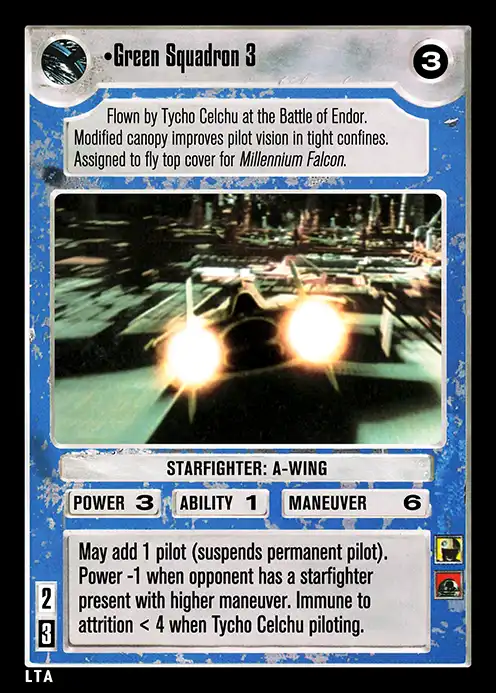 •Green Squadron 3
3
Flown by Tycho Celchu at the Battle of Endor.
Modified canopy improves pilot vision in tight confines.
Assigned to fly top cover for Millennium Falcon.
STARFIGHTER: A-WING
POWER 3
ABILITY 1
MANEUVER 6
May add 1 pilot (suspends permanent pilot).
Power -1 when opponent has a starfighter
present with higher maneuver. Immune to
attrition < 4 when Tycho Celchu piloting.
2
3
LTA